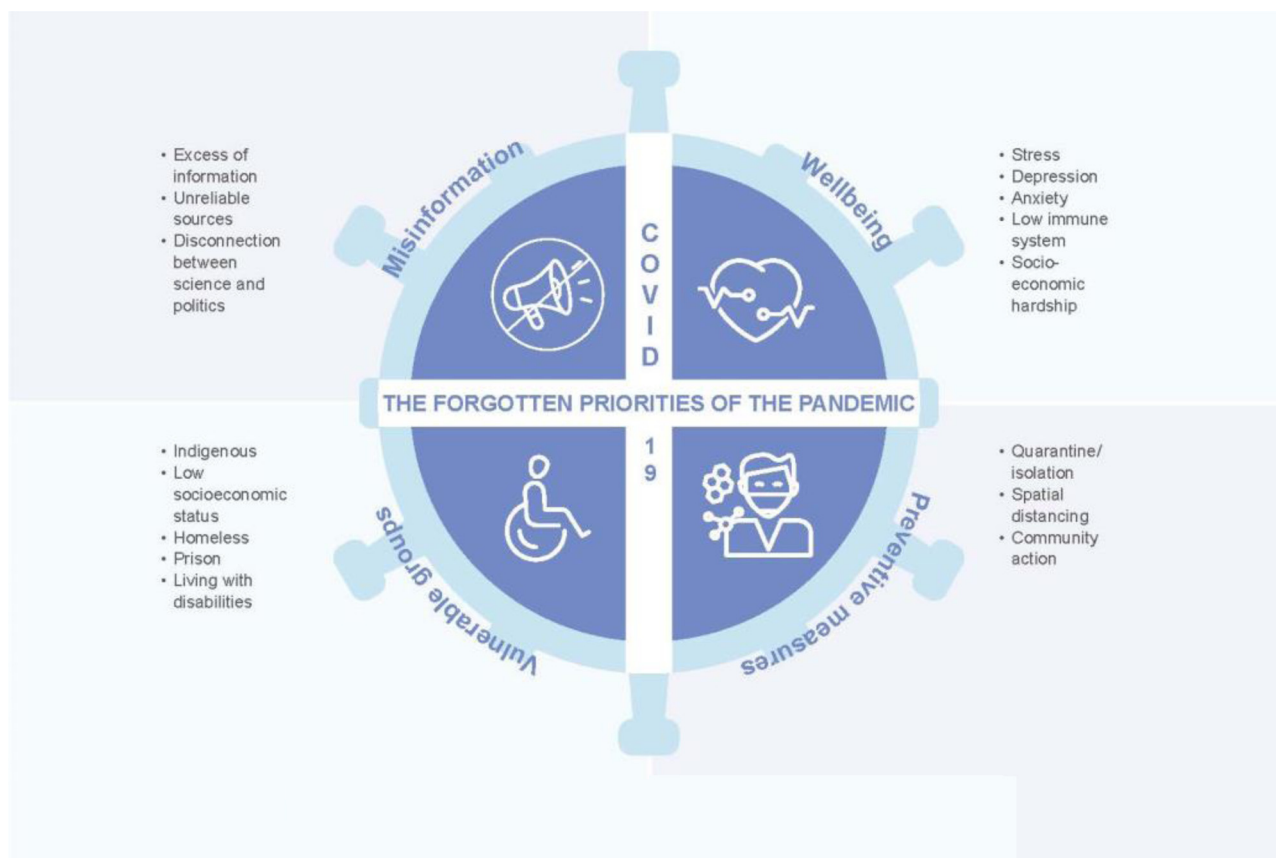 Misinformation
• Excess of
information
• Unreliable
sources
• Disconnection
between
science and
politics
Wellbeing
• Stress
• Depression
• Anxiety
• Low immune
system
• Socio-
economic
hardship
COVID
THE FORGOTTEN PRIORITIES OF THE PANDEMIC
19
Vulnerable groups
• Indigenous
• Low
socioeconomic
status
• Homeless
• Prison
• Living with
disabilities
Preventive measures
• Quarantine/
isolation
• Spatial
distancing
• Community
action